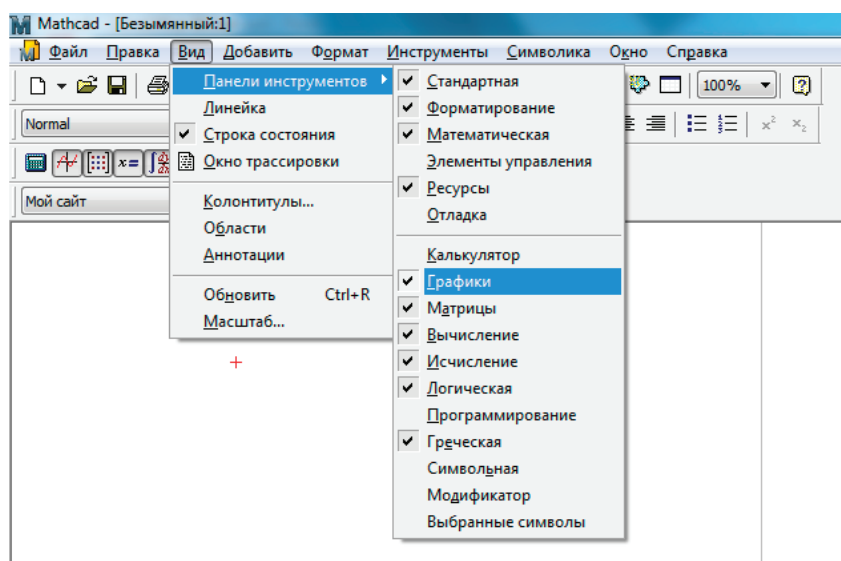 Mathcad - [Безымянный:1]
Файл Правка Вид Добавить Формат Инструменты Символика Окно Справка
100%
Normal
x² x₂
x=
Мой сайт
Панели инструментов
Линейка
Строка состояния
Окно трассировки
Колонтитулы...
Области
Аннотации
Обновить Ctrl+R
Масштаб...
Стандартная
Форматирование
Математическая
Элементы управления
Ресурсы
Отладка
Калькулятор
Графики
Матрицы
Вычисление
Исчисление
Логическая
Программирование
Греческая
Символьная
Модификатор
Выбранные символы